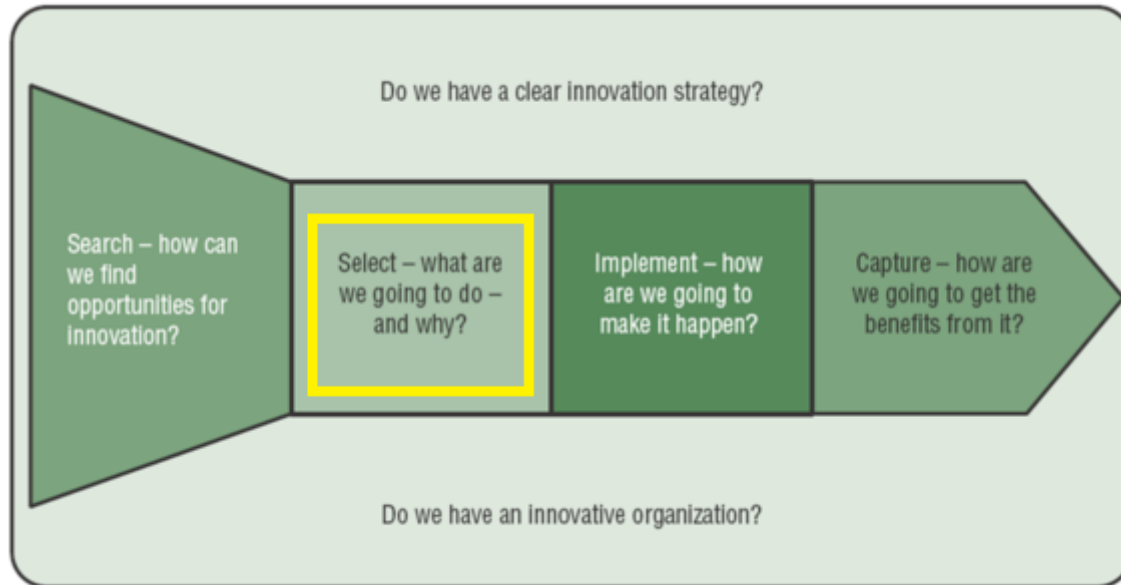 Do we have a clear innovation strategy?
Search – how can
we find
opportunities for
innovation?
Select – what are
we going to do –
and why?
Implement – how
are we going to
make it happen?
Capture – how are
we going to get the
benefits from it?
Do we have an innovative organization?